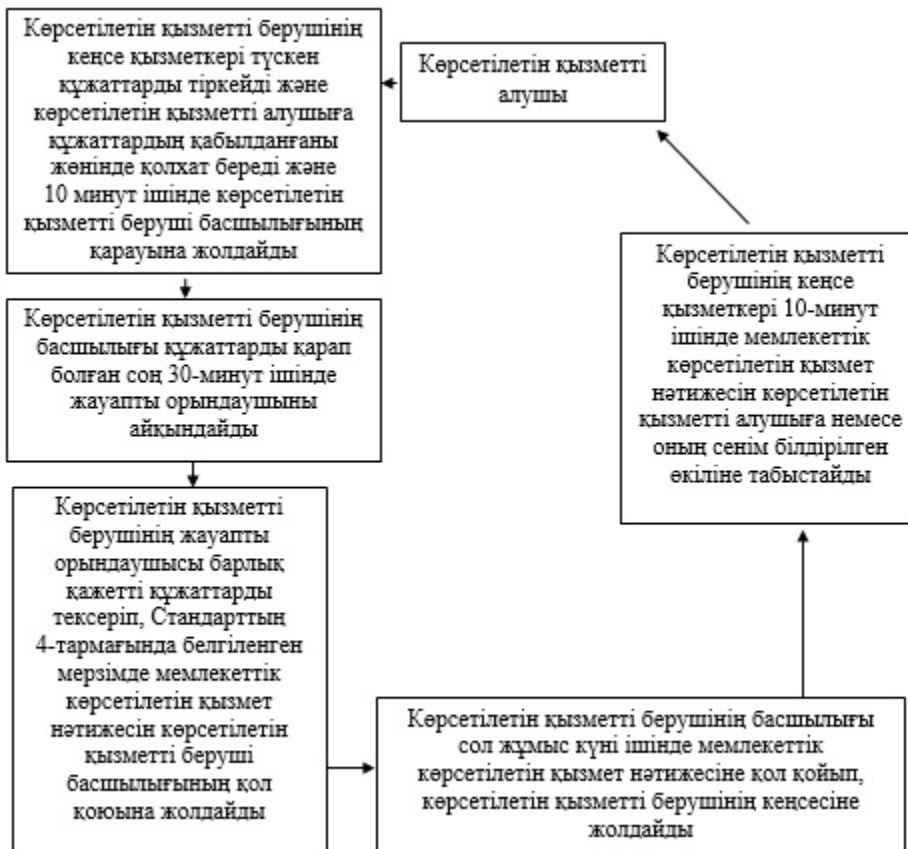 Көрсетілетін қызметті
алушы
Көрсетілетін қызметті берушінің
кеңсе қызметкері түскен
құжаттарды тіркейді және
көрсетілетін қызметті алушыға
құжаттардың қабылданғаны
жөнінде қолхат береді және
10 минут ішінде көрсетілетін
қызметті беруші басшылығының
қарауына жолдайды
Көрсетілетін қызметті берушінің
басшылығы құжаттарды қарап
болған соң 30-минут ішінде
жауапты орындаушыны
айқындайды
Көрсетілетін қызметті
берушінің жауапты
орындаушысы барлық
қажетті құжаттарды
тексеріп, Стандарттың
4-тармағында белгіленген
мерзімде мемлекеттік
көрсетілетін қызмет
нәтижесін көрсетілетін
қызметті беруші
басшылығының қол
қоюына жолдайды
Көрсетілетін қызметті берушінің басшылығы
сол жұмыс күні ішінде мемлекеттік
көрсетілетін қызмет нәтижесіне қол қойып,
көрсетілетін қызметті берушінің кеңсесіне
жолдайды
Көрсетілетін қызметті
берушінің кеңсе
қызметкері 10-минут
ішінде мемлекеттік
көрсетілетін қызмет
нәтижесін көрсетілетін
қызметті алушыға немесе
оның сенім білдірілген
өкіліне табыстайды